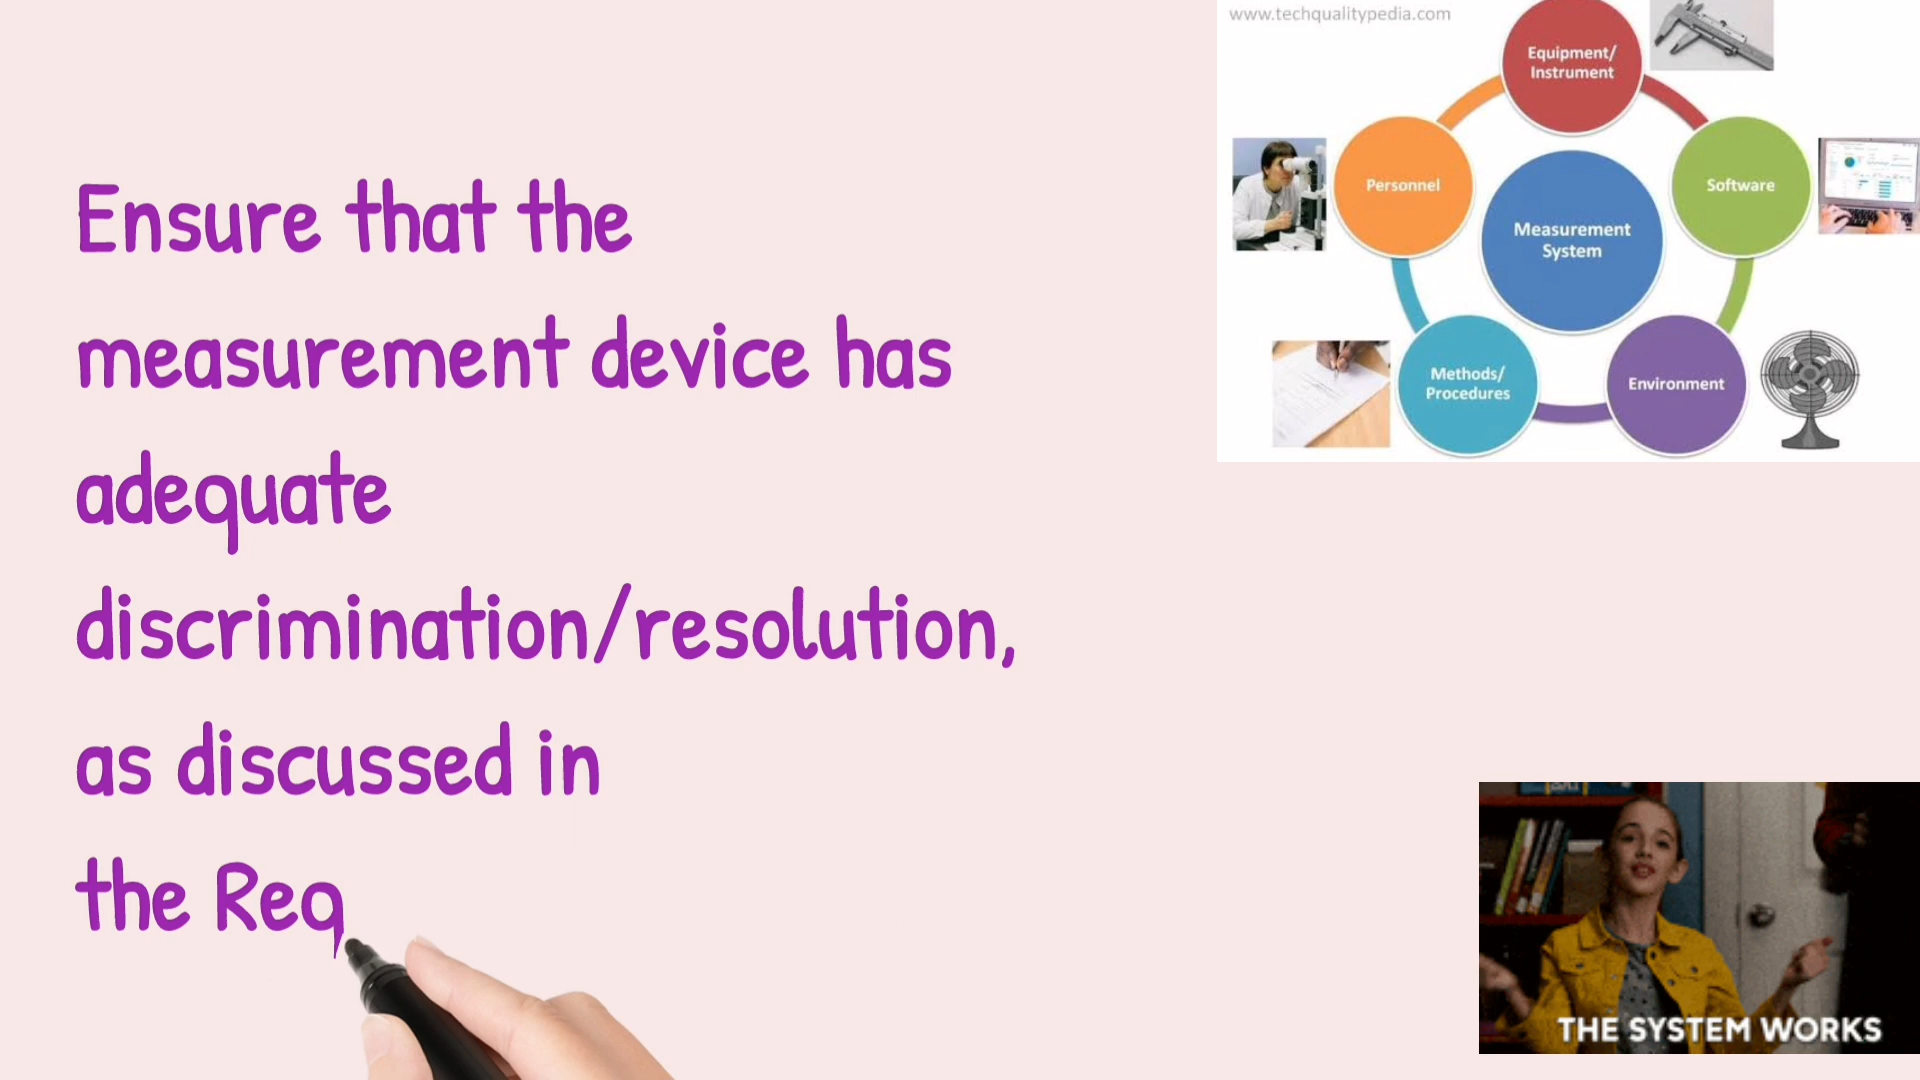 www.techqualitypedia.com
Equipment/
Instrument
Personnel
Software
Measurement
System
Methods/
Procedures
Environment
Ensure that the
measurement device has
adequate
discrimination/resolution,
as discussed in
the Req
THE SYSTEM WORKS